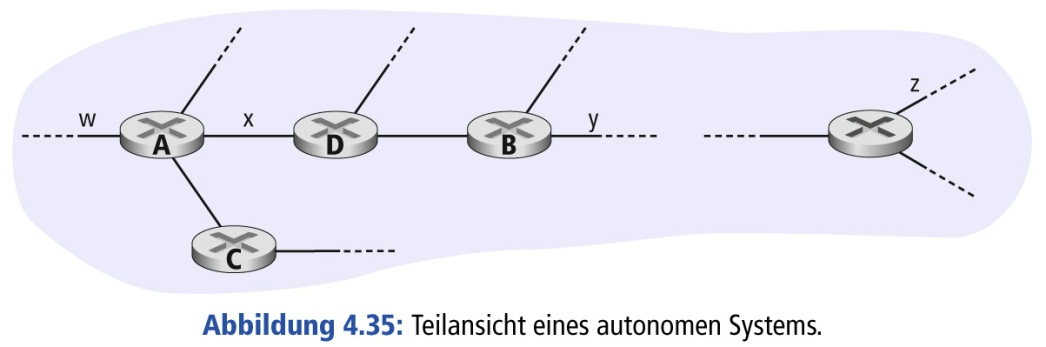 z
w x y
A D B
C
Abbildung 4.35: Teilansicht eines autonomen Systems.